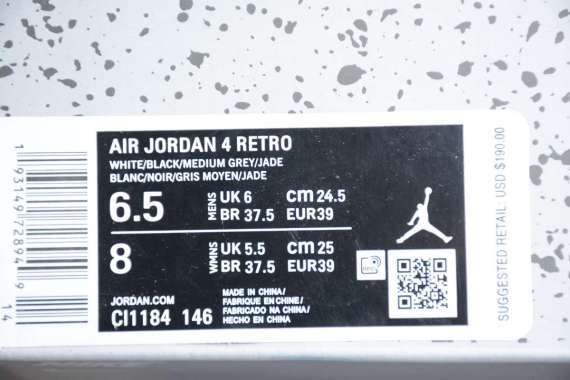 AIR JORDAN 4 RETRO
WHITE/BLACK/MEDIUM GREY/JADE
BLANC/NOIR/GRIS MOYEN/JADE
6.5 MENS UK 6 cm 24.5
BR 37.5 EUR39
8 WMNS UK 5.5 cm 25
BR 37.5 EUR39
JORDAN.COM
CI1184 146
MADE IN CHINA/
FABRIQUE EN CHINE/
FABRICADO NA CHINA/
HECHO EN CHINA
SUGGESTED RETAIL USD $190.00
1 93149 72894 9
14